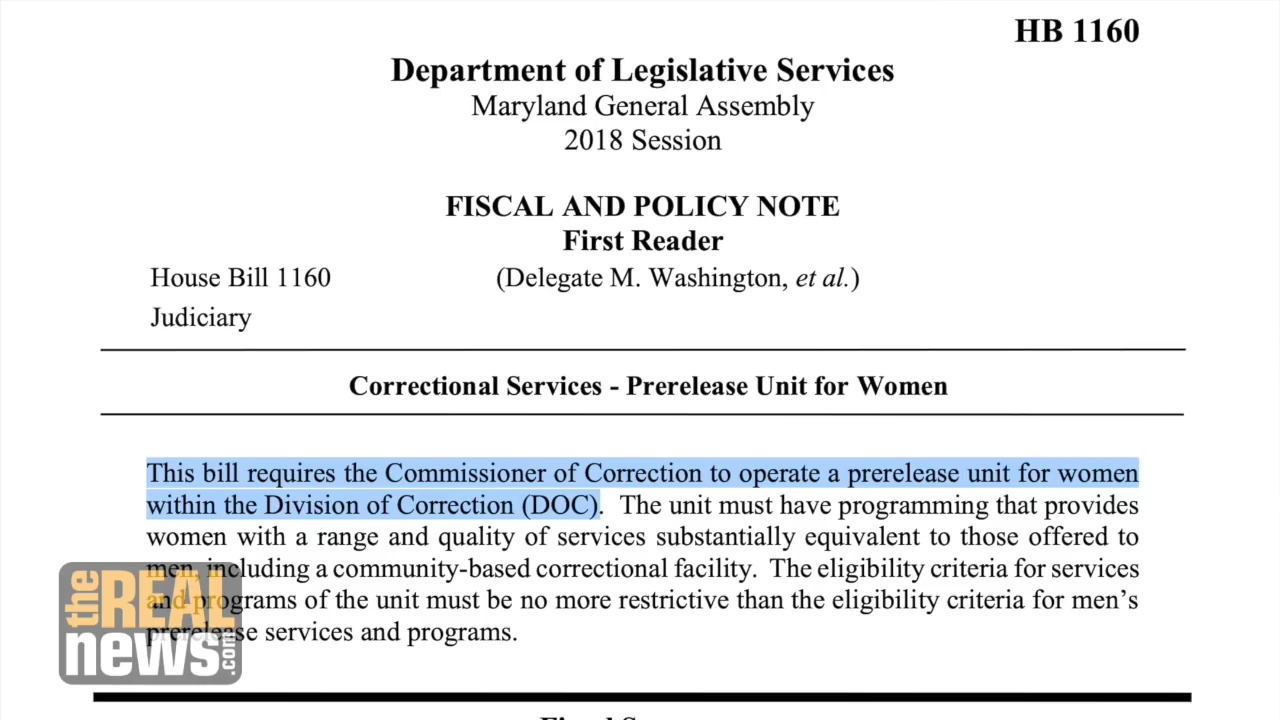 HB 1160
Department of Legislative Services
Maryland General Assembly
2018 Session
FISCAL AND POLICY NOTE
First Reader
House Bill 1160 (Delegate M. Washington, et al.)
Judiciary
Correctional Services - Prerelease Unit for Women
This bill requires the Commissioner of Correction to operate a prerelease unit for women
within the Division of Correction (DOC). The unit must have programming that provides
women with a range and quality of services substantially equivalent to those offered to
men, including a community-based correctional facility. The eligibility criteria for services
and programs of the unit must be no more restrictive than the eligibility criteria for men's
prerelease services and programs.
the REAL
news.com